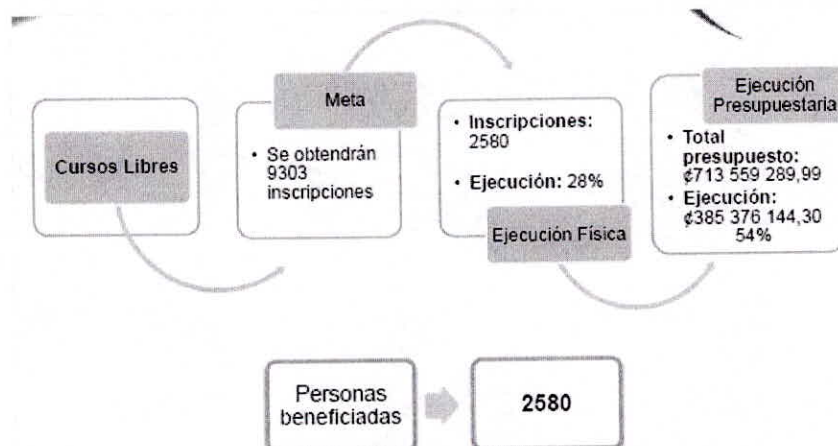 Cursos Libres
Meta
• Se obtendrán
9303
inscripciones
• Inscripciones:
2580
• Ejecución: 28%
Ejecución Física
Ejecución
Presupuestaria
• Total
presupuesto:
₡713 559 289,99
• Ejecución:
₡385 376 144,30
54%
Personas
beneficiadas
2580